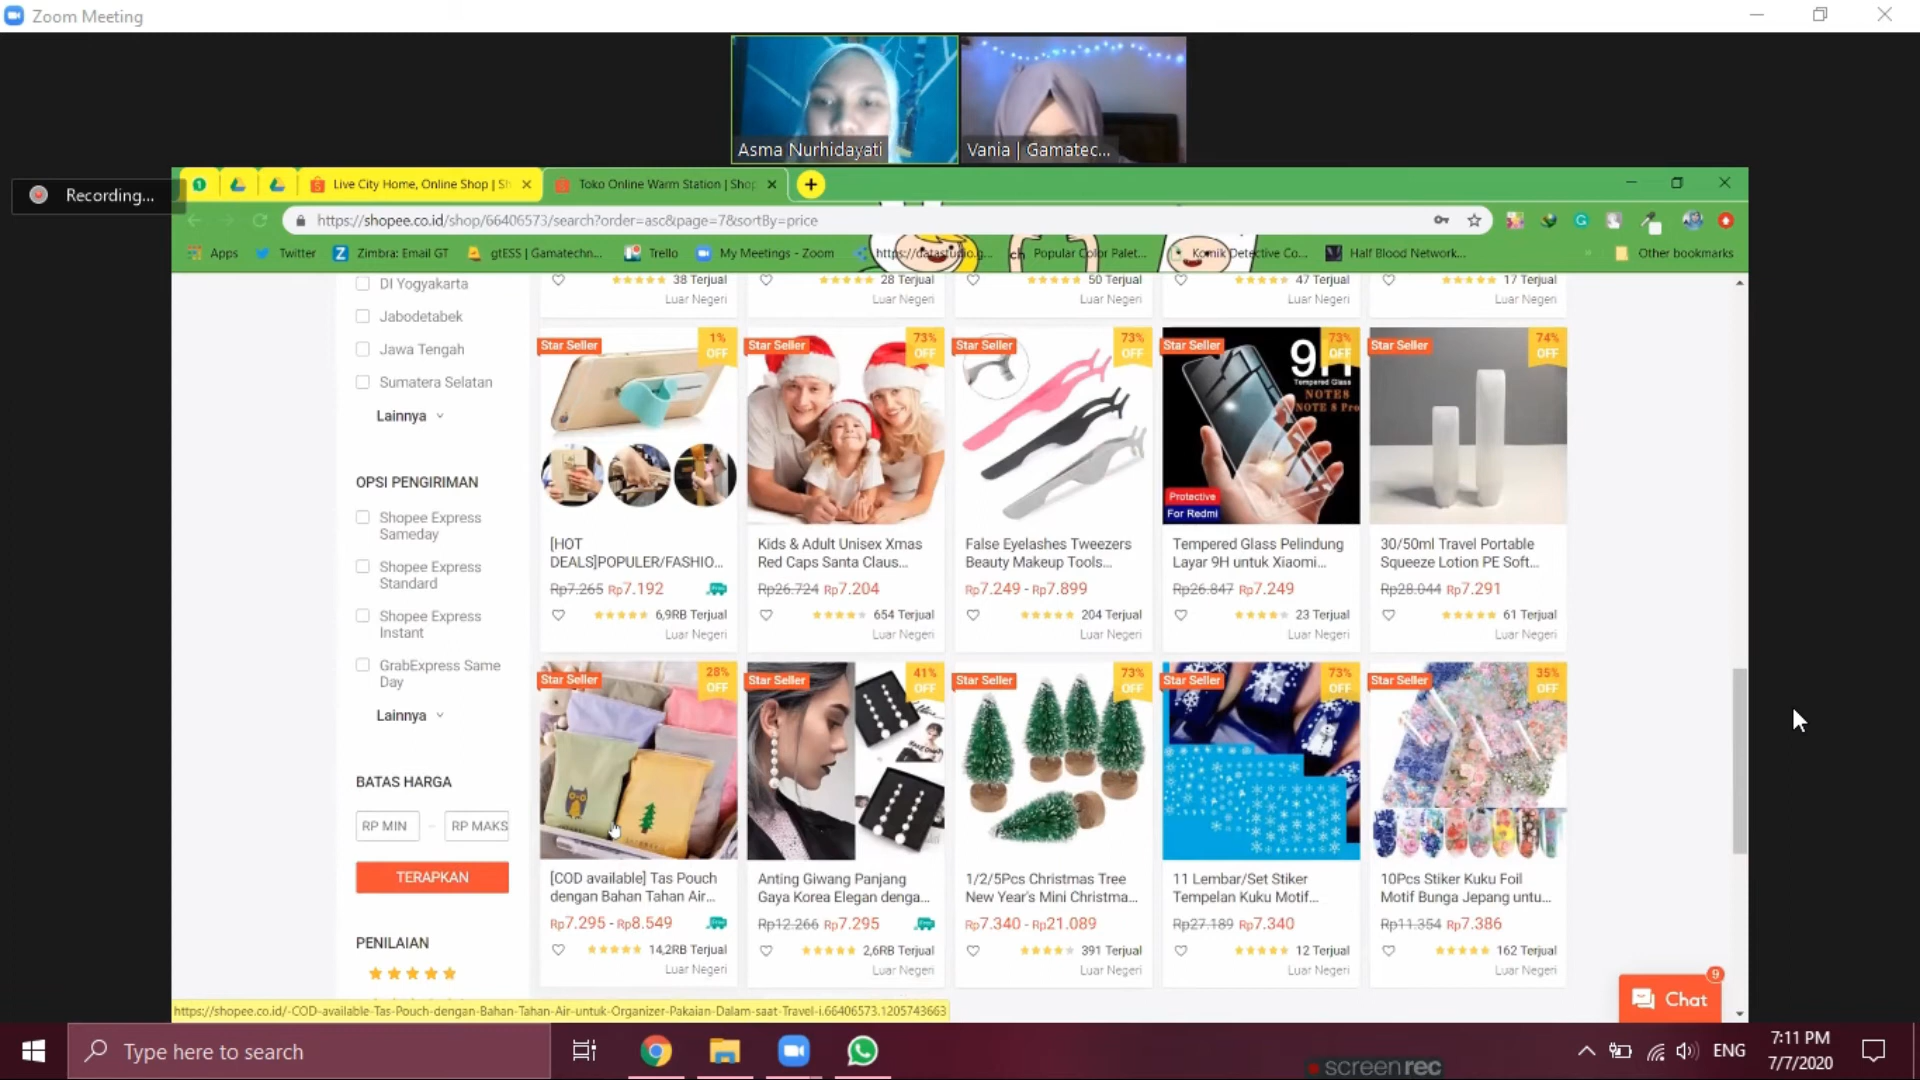 Zoom Meeting
Asma Nurhidayati
Vania | Gamatec...
Recording...
Live City Home, Online Shop | Sh
Toko Online Warm Station | Shop
https://shopee.co.id/shop/66406573/search?order=asc&page=7&sortBy=price
Apps
Twitter
Zimbra: Email GT
gtESS | Gamatechn...
Trello
My Meetings - Zoom
https://datastudio.g...
Popular Color Palet...
Komik Detective Co...
Half Blood Network...
Other bookmarks
DI Yogyakarta
Jabodetabek
Jawa Tengah
Sumatera Selatan
Lainnya
OPSI PENGIRIMAN
Shopee Express
Sameday
Shopee Express
Standard
Shopee Express
Instant
GrabExpress Same
Day
Lainnya
BATAS HARGA
RP MIN
RP MAKS
TERAPKAN
PENILAIAN
38 Terjual
Luar Negeri
28 Terjual
Luar Negeri
50 Terjual
Luar Negeri
47 Terjual
Luar Negeri
17 Terjual
Luar Negeri
Star Seller
1%
OFF
[HOT
DEALS]POPULER/FASHIO...
Rp7.265 Rp7.192
6,9RB Terjual
Luar Negeri
Star Seller
73%
OFF
Kids & Adult Unisex Xmas
Red Caps Santa Claus...
Rp26.724 Rp7.204
654 Terjual
Luar Negeri
Star Seller
73%
OFF
False Eyelashes Tweezers
Beauty Makeup Tools...
Rp7.249 - Rp7.899
204 Terjual
Luar Negeri
Star Seller
73%
OFF
9H
Tempered Glass
NOTE8
NOTE 8 Pro
Protective
For Redmi
Tempered Glass Pelindung
Layar 9H untuk Xiaomi...
Rp26.847 Rp7.249
23 Terjual
Luar Negeri
Star Seller
74%
OFF
30/50ml Travel Portable
Squeeze Lotion PE Soft...
Rp28.044 Rp7.291
61 Terjual
Luar Negeri
Star Seller
28%
OFF
[COD available] Tas Pouch
dengan Bahan Tahan Air...
Rp7.295 - Rp8.549
14,2RB Terjual
Luar Negeri
Star Seller
41%
OFF
Anting Giwang Panjang
Gaya Korea Elegan denga...
Rp12.266 Rp7.295
2,6RB Terjual
Luar Negeri
Star Seller
73%
OFF
1/2/5Pcs Christmas Tree
New Year's Mini Christma...
Rp7.340 - Rp21.089
391 Terjual
Luar Negeri
Star Seller
73%
OFF
11 Lembar/Set Stiker
Tempelan Kuku Motif...
Rp27.189 Rp7.340
12 Terjual
Luar Negeri
Star Seller
35%
OFF
10Pcs Stiker Kuku Foil
Motif Bunga Jepang untu...
Rp11.354 Rp7.386
162 Terjual
Luar Negeri
9
Chat
https://shopee.co.id/-COD-available-Tas-Pouch-dengan-Bahan-Tahan-Air-untuk-Organizer-Pakaian-Dalam-saat-Travel-i.66406573.1205743663
Type here to search
screenrec
ENG
7:11 PM
7/7/2020